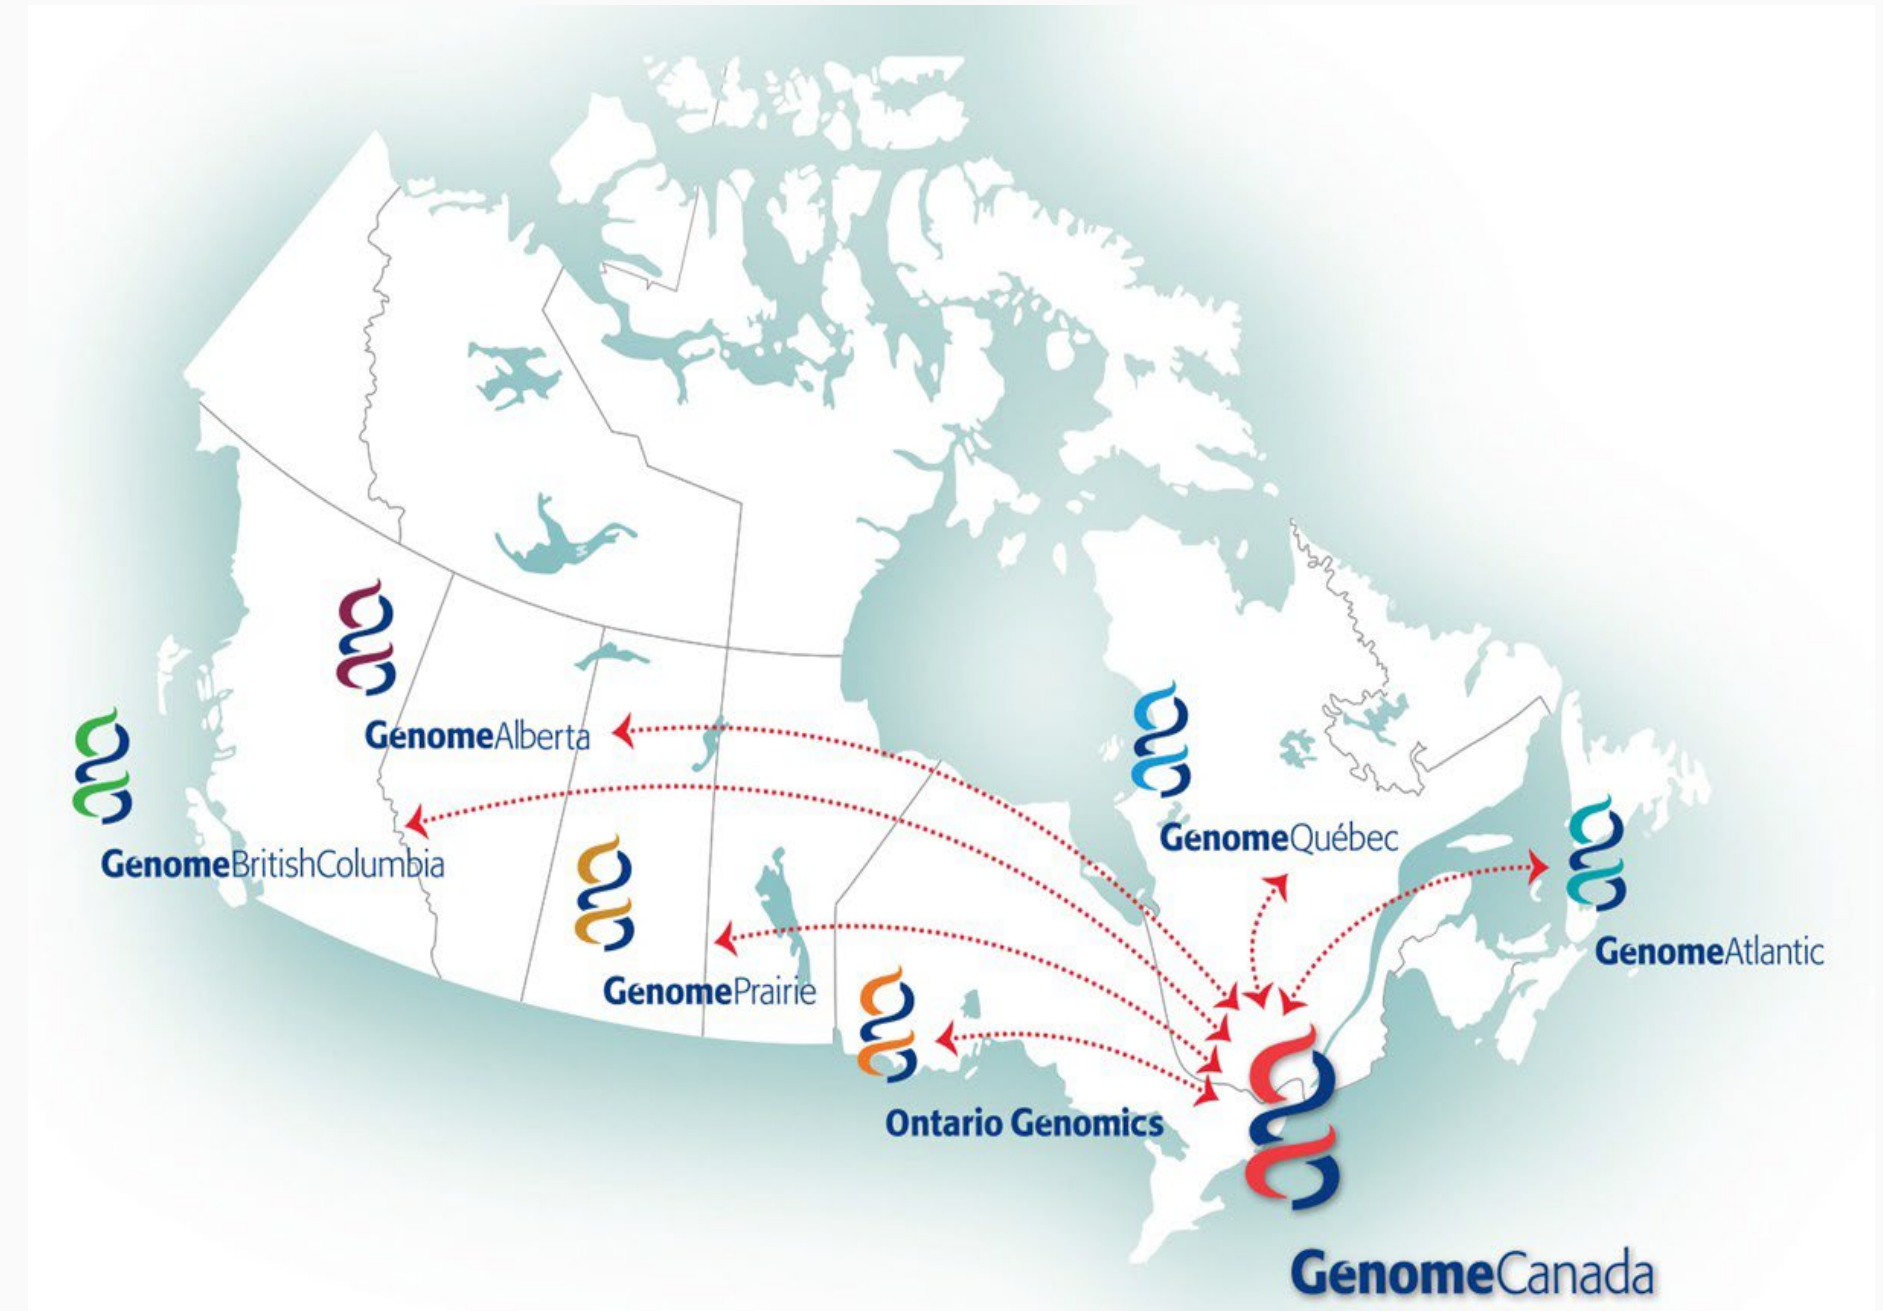 GenomeAlberta
GenomeBritishColumbia
GenomeQuébec
GenomeAtlantic
GenomePrairie
Ontario Genomics
GenomeCanada